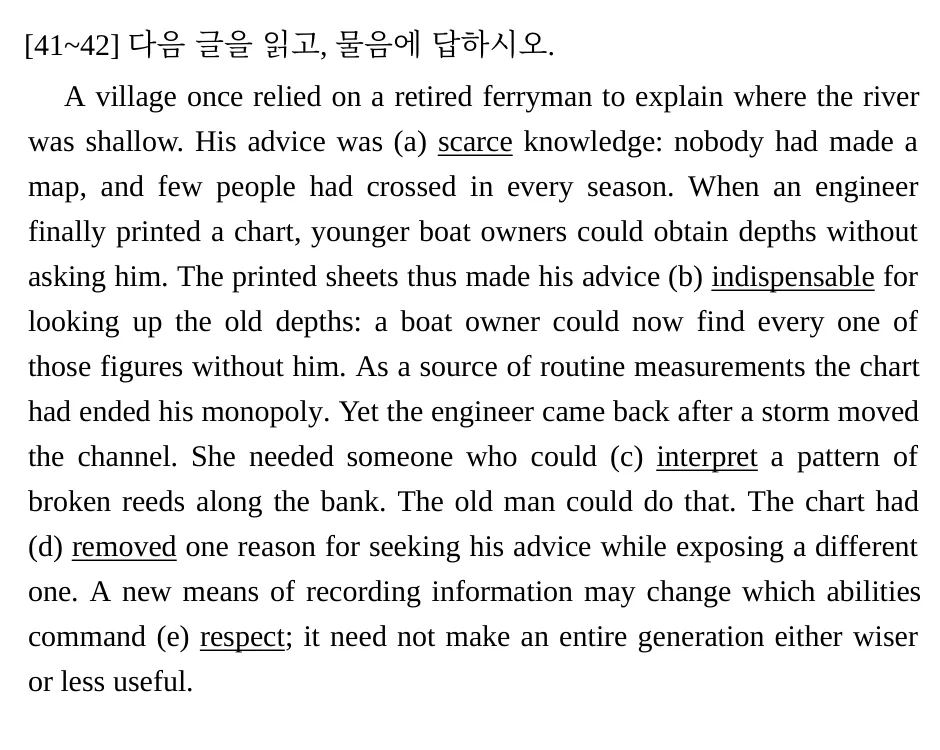 [41~42] 다음 글을 읽고, 물음에 답하시오.
A village once relied on a retired ferryman to explain where the river
was shallow. His advice was (a) scarce knowledge: nobody had made a
map, and few people had crossed in every season. When an engineer
finally printed a chart, younger boat owners could obtain depths without
asking him. The printed sheets thus made his advice (b) indispensable for
looking up the old depths: a boat owner could now find every one of
those figures without him. As a source of routine measurements the chart
had ended his monopoly. Yet the engineer came back after a storm moved
the channel. She needed someone who could (c) interpret a pattern of
broken reeds along the bank. The old man could do that. The chart had
(d) removed one reason for seeking his advice while exposing a different
one. A new means of recording information may change which abilities
command (e) respect; it need not make an entire generation either wiser
or less useful.